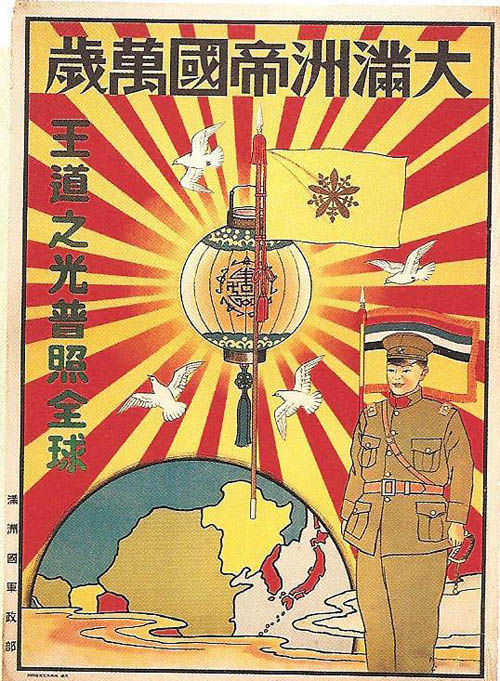 大滿洲帝國萬歲
王道之光普照全球
滿洲國軍政部